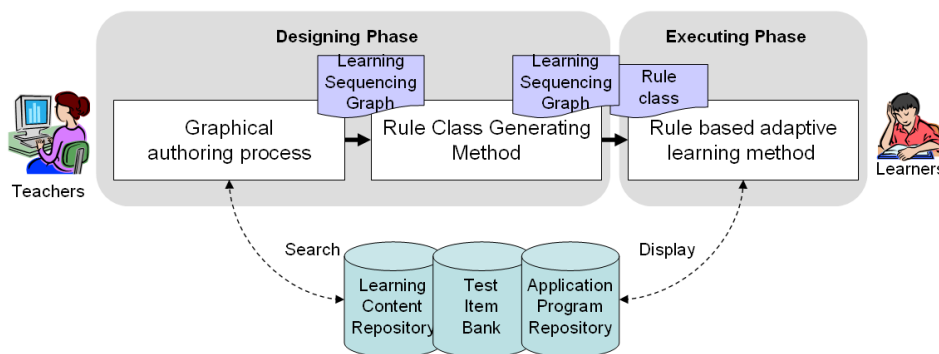 Designing Phase
Executing Phase
Learning
Sequencing
Graph
Learning
Sequencing
Graph
Rule
class
Graphical
authoring process
Rule Class Generating
Method
Rule based adaptive
learning method
Teachers
Learners
Search
Display
Learning
Content
Repository
Test
Item
Bank
Application
Program
Repository